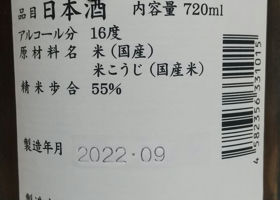 品目 日本酒 内容量 720ml
アルコール分 16度
原材料名 米(国産)
米こうじ(国産米)
精米歩合 55%
製造年月 2022.09
4582356331015